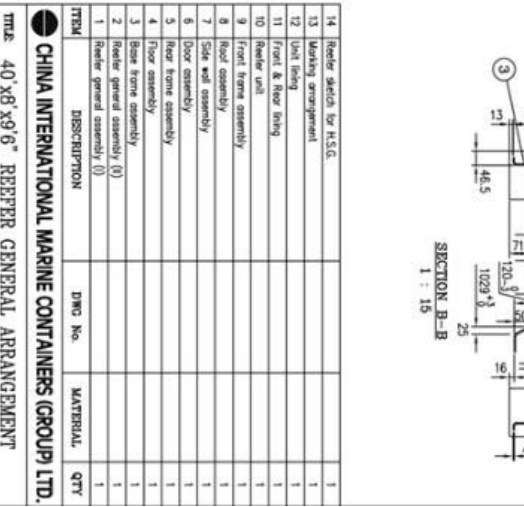 14 Reefer sketch for H.S.G. 1
13 Marking arrangement 1
12 Unit lining 1
11 Front & Rear lining 1
10 Reefer unit 1
9 Front frame assembly 1
8 Roof assembly 1
7 Side wall assembly 1
6 Door assembly 1
5 Rear frame assembly 1
4 Floor assembly 1
3 Base frame assembly 1
2 Reefer general assembly (II) 1
1 Reefer general assembly (I) 1
ITEM DESCRIPTION DWG No. MATERIAL QTY
CHINA INTERNATIONAL MARINE CONTAINERS (GROUP) LTD.
TITLE: 40'x8'x9'6" REEFER GENERAL ARRANGEMENT
3
13
46.5
71
120
1029 +3 0
25
16
SECTION B-B
1 : 15